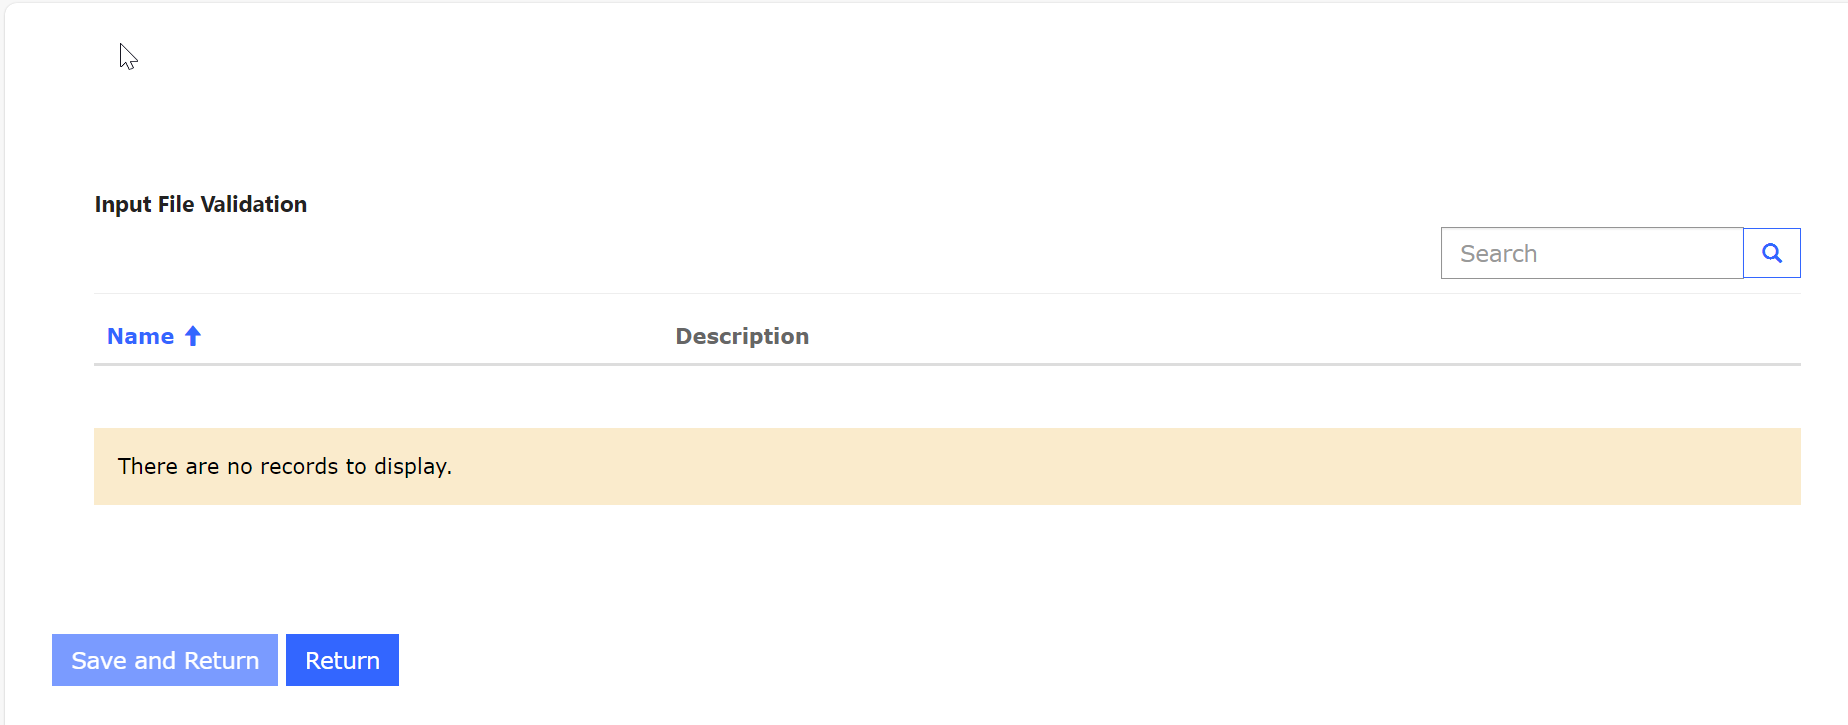 Input File Validation
Search
Name Description
There are no records to display.
Save and Return Return